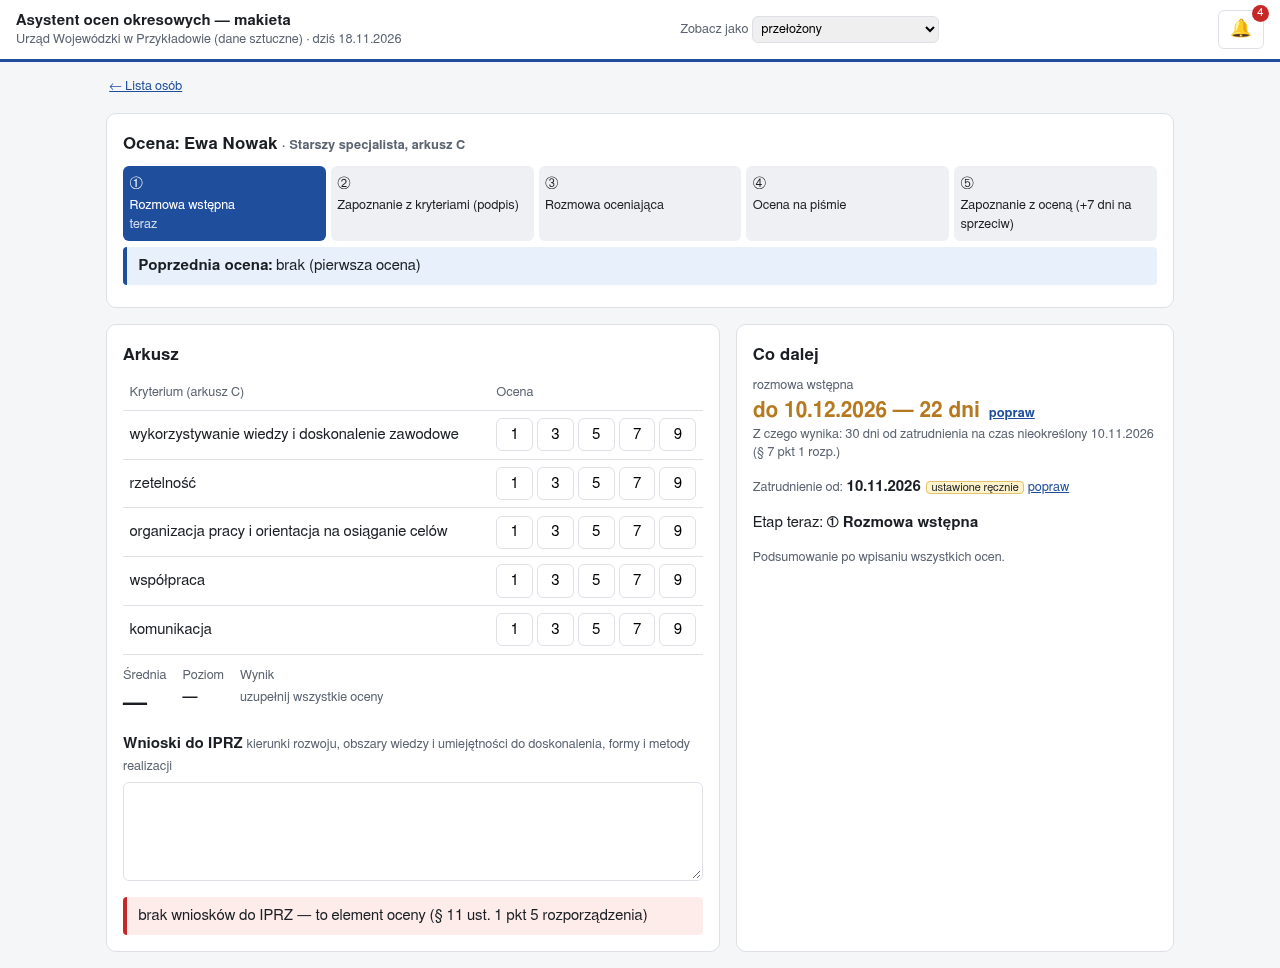 Asystent ocen okresowych — makieta
Urząd Wojewódzki w Przykładowie (dane sztuczne) · dziś 18.11.2026
Zobacz jako przełożony
4
← Lista osób
Ocena: Ewa Nowak · Starszy specjalista, arkusz C
①
Rozmowa wstępna
teraz
②
Zapoznanie z kryteriami (podpis)
③
Rozmowa oceniająca
④
Ocena na piśmie
⑤
Zapoznanie z oceną (+7 dni na
sprzeciw)
Poprzednia ocena: brak (pierwsza ocena)
Arkusz
Kryterium (arkusz C) Ocena
wykorzystywanie wiedzy i doskonalenie zawodowe 1 3 5 7 9
rzetelność 1 3 5 7 9
organizacja pracy i orientacja na osiąganie celów 1 3 5 7 9
współpraca 1 3 5 7 9
komunikacja 1 3 5 7 9
Średnia Poziom Wynik
— — uzupełnij wszystkie oceny
Wnioski do IPRZ kierunki rozwoju, obszary wiedzy i umiejętności do doskonalenia, formy i metody
realizacji
brak wniosków do IPRZ — to element oceny (§ 11 ust. 1 pkt 5 rozporządzenia)
Co dalej
rozmowa wstępna
do 10.12.2026 — 22 dni popraw
Z czego wynika: 30 dni od zatrudnienia na czas nieokreślony 10.11.2026
(§ 7 pkt 1 rozp.)
Zatrudnienie od: 10.11.2026 ustawione ręcznie popraw
Etap teraz: ① Rozmowa wstępna
Podsumowanie po wpisaniu wszystkich ocen.